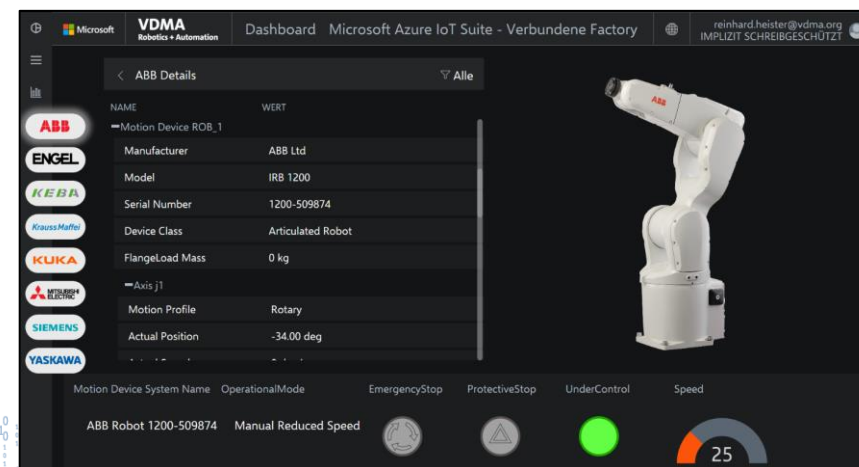 Microsoft
VDMA
Robotics + Automation
Dashboard Microsoft Azure IoT Suite - Verbundene Factory
reinhard.heister@vdma.org
IMPLIZIT SCHREIBGESCHÜTZT
ABB Details
Alle
NAME WERT
Motion Device ROB_1
Manufacturer ABB Ltd
Model IRB 1200
Serial Number 1200-509874
Device Class Articulated Robot
FlangeLoad Mass 0 kg
Axis j1
Motion Profile Rotary
Actual Position -34.00 deg
ABB
ENGEL
KEBA
Krauss Maffei
KUKA
MITSUBISHI
ELECTRIC
SIEMENS
YASKAWA
ABB
Motion Device System Name OperationalMode EmergencyStop ProtectiveStop UnderControl Speed
ABB Robot 1200-509874 Manual Reduced Speed
25